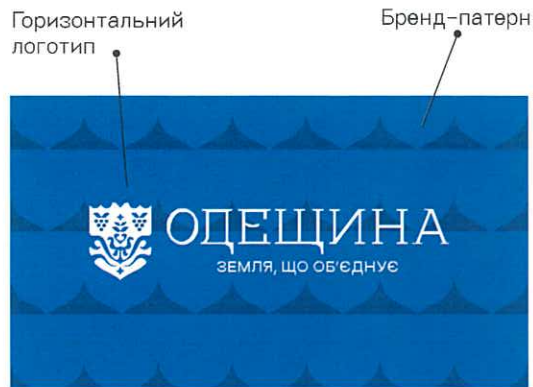 Горизонтальний
логотип
Бренд-патерн
ОДЕЩИНА
ЗЕМЛЯ, ЩО ОБ'ЄДНУЄ